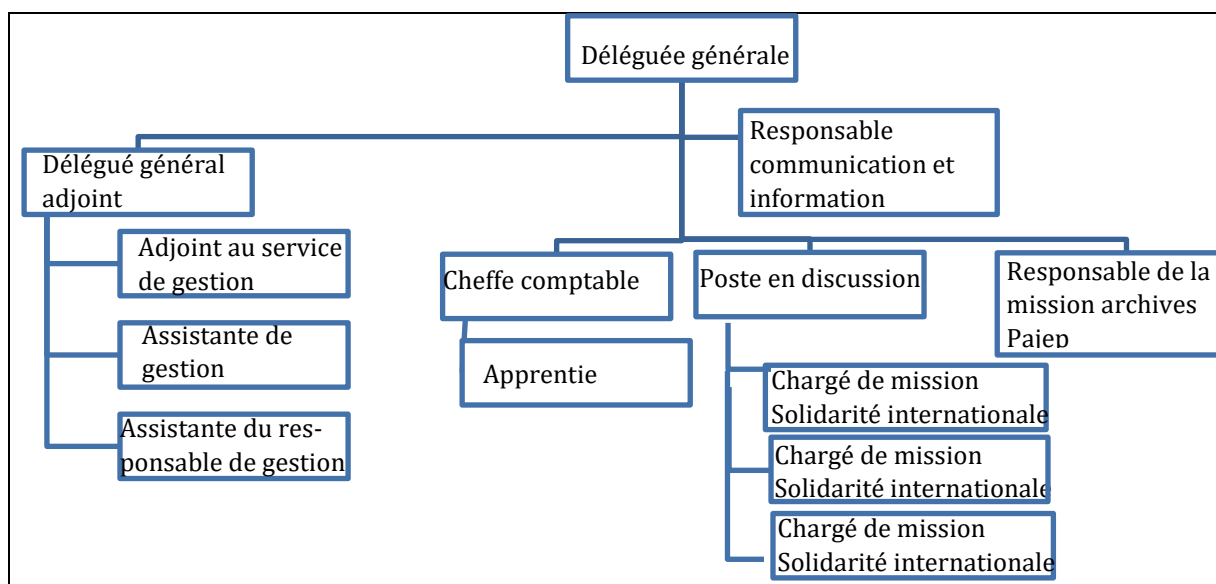 Déléguée générale
Responsable
communication et
information
Délégué général
adjoint
Adjoint au service
de gestion
Assistante de
gestion
Assistante du res-
ponsable de gestion
Cheffe comptable
Apprentie
Poste en discussion
Chargé de mission
Solidarité internationale
Chargé de mission
Solidarité internationale
Chargé de mission
Solidarité internationale
Responsable de la
mission archives
Pajep